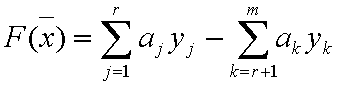 F(x̄) = ∑_{j=1}^{r} a_j y_j − ∑_{k=r+1}^{m} a_k y_k